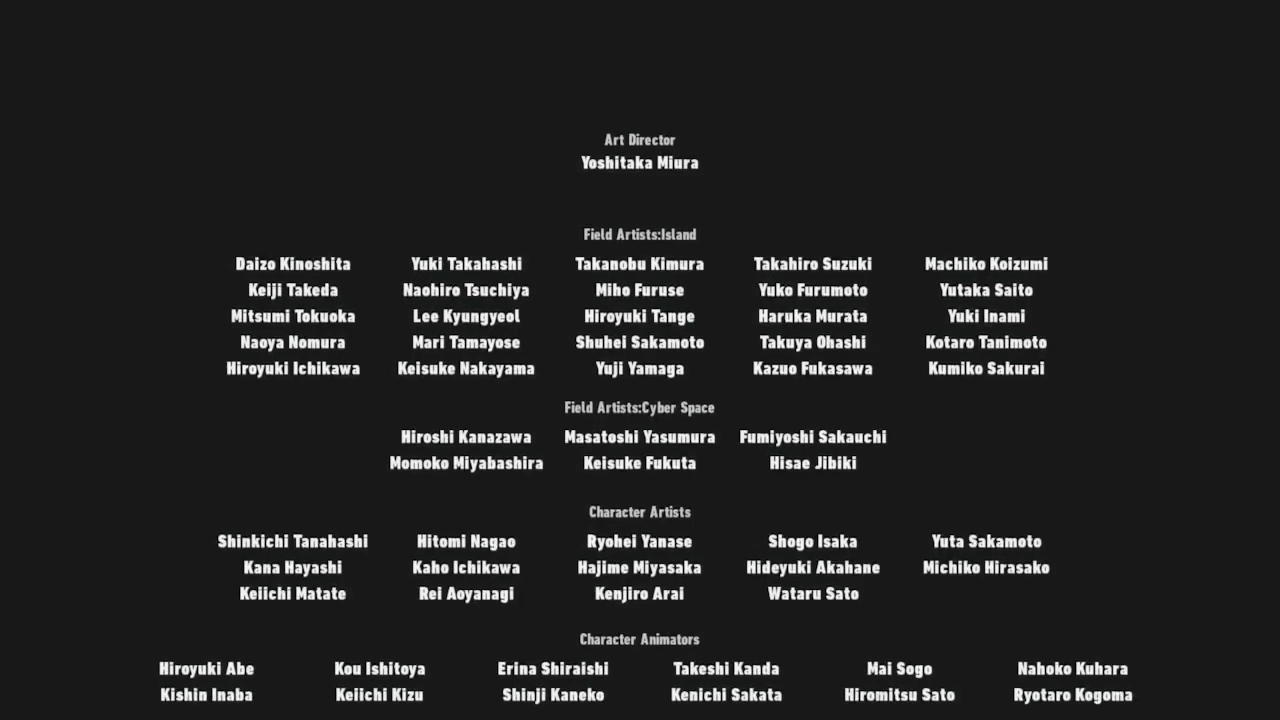 Art Director
Yoshitaka Miura
Field Artists:Island
Daizo Kinoshita Yuki Takahashi Takanobu Kimura Takahiro Suzuki Machiko Koizumi
Keiji Takeda Naohiro Tsuchiya Miho Furuse Yuko Furumoto Yutaka Saito
Mitsumi Tokuoka Lee Kyungyeol Hiroyuki Tange Haruka Murata Yuki Inami
Naoya Nomura Mari Tamayose Shuhei Sakamoto Takuya Ohashi Kotaro Tanimoto
Hiroyuki Ichikawa Keisuke Nakayama Yuji Yamaga Kazuo Fukasawa Kumiko Sakurai
Field Artists:Cyber Space
Hiroshi Kanazawa Masatoshi Yasumura Fumiyoshi Sakauchi
Momoko Miyabashira Keisuke Fukuta Hisae Jibiki
Character Artists
Shinkichi Tanahashi Hitomi Nagao Ryohei Yanase Shogo Isaka Yuta Sakamoto
Kana Hayashi Kaho Ichikawa Hajime Miyasaka Hideyuki Akahane Michiko Hirasako
Keiichi Matate Rei Aoyanagi Kenjiro Arai Wataru Sato
Character Animators
Hiroyuki Abe Kou Ishitoya Erina Shiraishi Takeshi Kanda Mai Sogo Nahoko Kuhara
Kishin Inaba Keiichi Kizu Shinji Kaneko Kenichi Sakata Hiromitsu Sato Ryotaro Kogoma